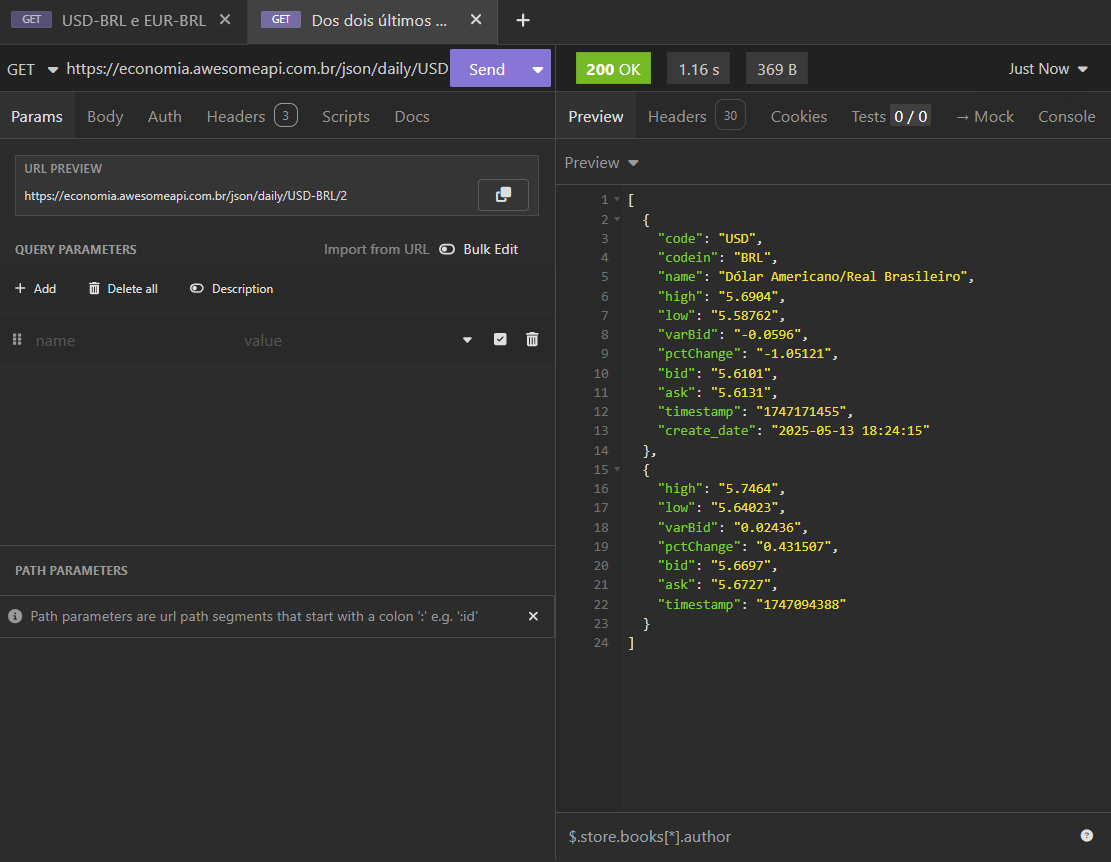 GET USD-BRL e EUR-BRL
GET Dos dois últimos ...
GET https://economia.awesomeapi.com.br/json/daily/USD Send
200 OK 1.16 s 369 B Just Now
Params Body Auth Headers 3 Scripts Docs
Preview Headers 30 Cookies Tests 0 / 0 → Mock Console
URL PREVIEW
https://economia.awesomeapi.com.br/json/daily/USD-BRL/2
QUERY PARAMETERS Import from URL Bulk Edit
+ Add Delete all Description
name value
PATH PARAMETERS
Path parameters are url path segments that start with a colon ':' e.g. ':id'
Preview
1 [
2 {
3 "code": "USD",
4 "codein": "BRL",
5 "name": "Dólar Americano/Real Brasileiro",
6 "high": "5.6904",
7 "low": "5.58762",
8 "varBid": "-0.0596",
9 "pctChange": "-1.05121",
10 "bid": "5.6101",
11 "ask": "5.6131",
12 "timestamp": "1747171455",
13 "create_date": "2025-05-13 18:24:15"
14 },
15 {
16 "high": "5.7464",
17 "low": "5.64023",
18 "varBid": "0.02436",
19 "pctChange": "0.431507",
20 "bid": "5.6697",
21 "ask": "5.6727",
22 "timestamp": "1747094388"
23 }
24 ]
$.store.books[*].author